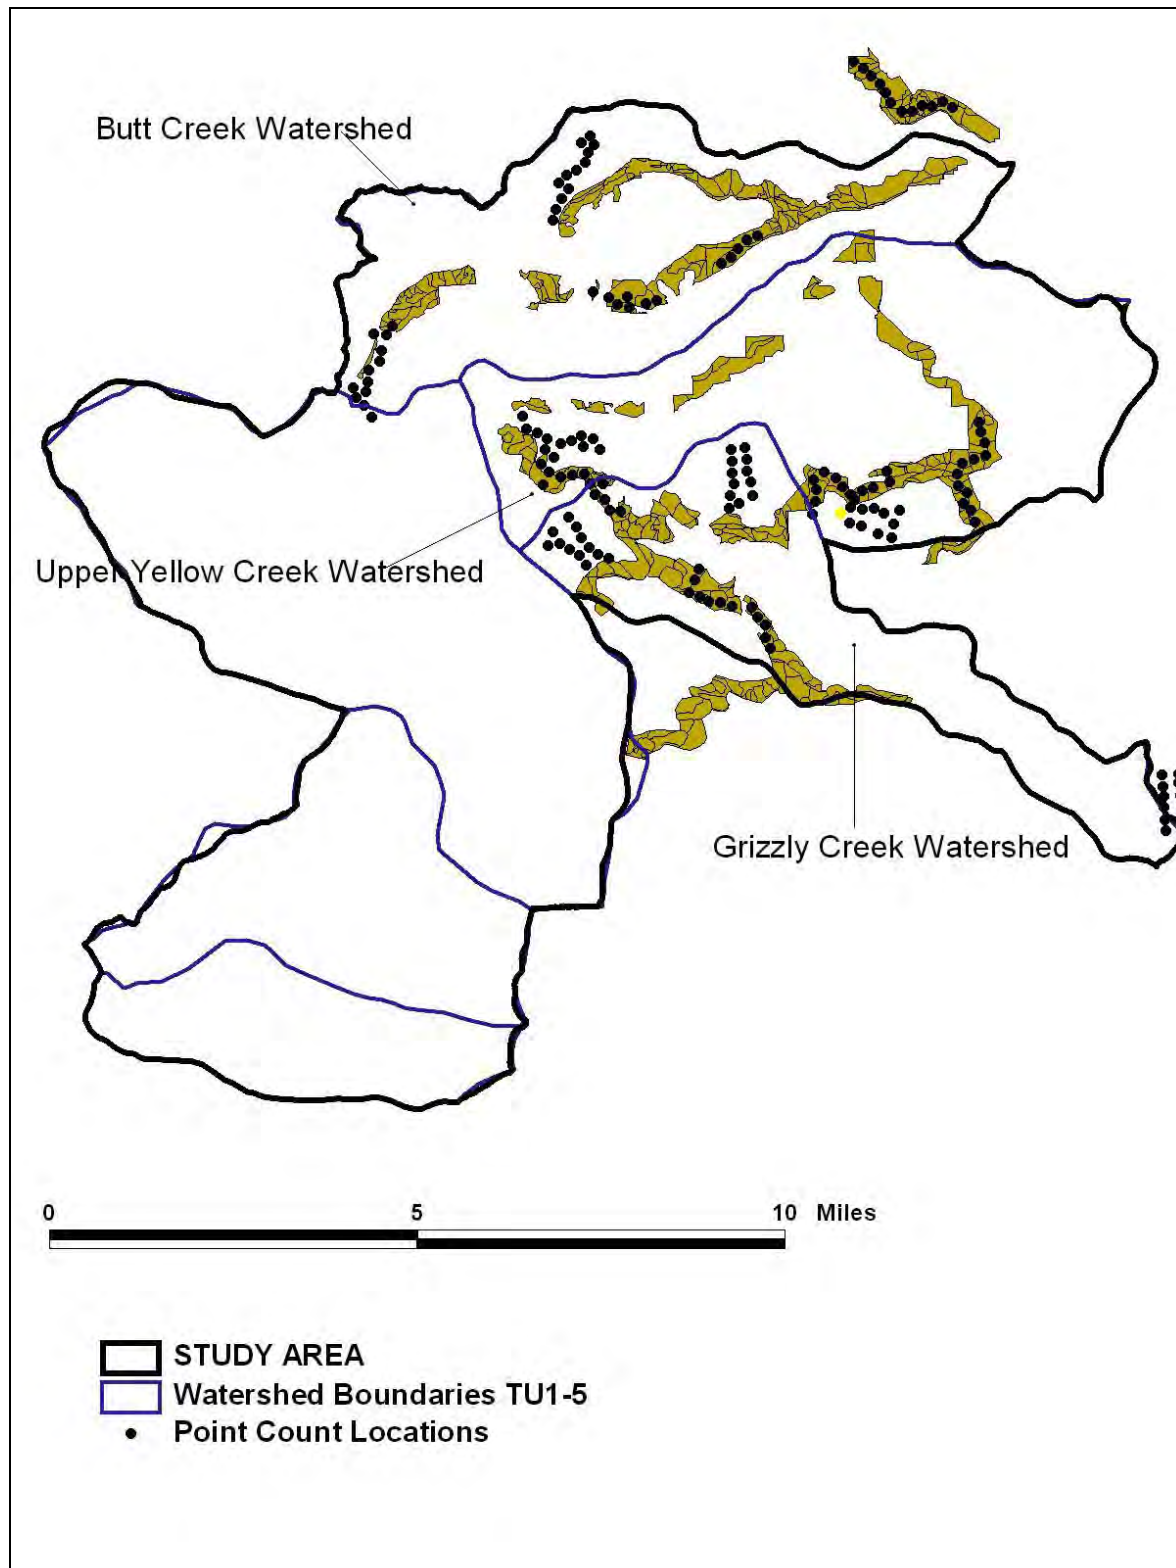 Butt Creek Watershed
Upper Yellow Creek Watershed
Grizzly Creek Watershed
0 5 10 Miles
STUDY AREA
Watershed Boundaries TU1-5
Point Count Locations